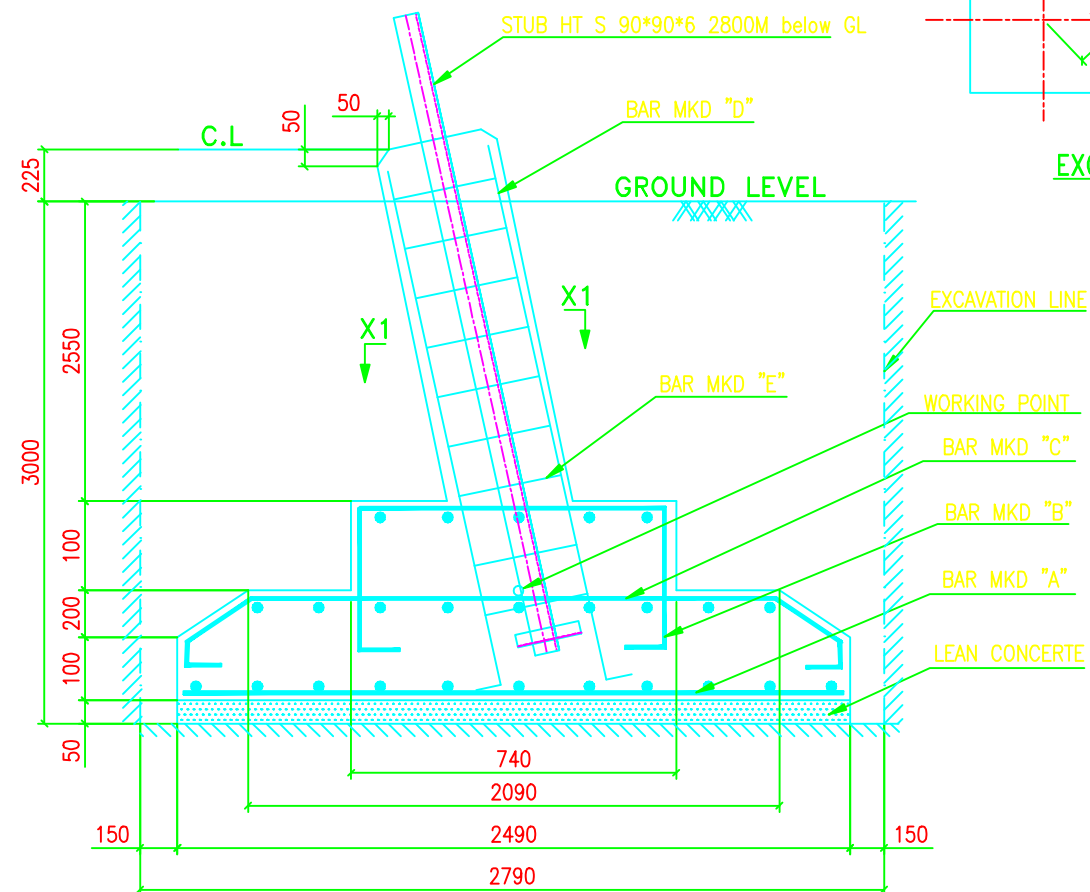 STUB HT S 90*90*6 2800M below GL
50
50
BAR MKD "D"
C.L
225
EXC
GROUND LEVEL
X1
X1
EXCAVATION LINE
2550
BAR MKD "E"
WORKING POINT
3000
BAR MKD "C"
BAR MKD "B"
100
BAR MKD "A"
200
LEAN CONCERTE
100
50
740
2090
150
2490
150
2790